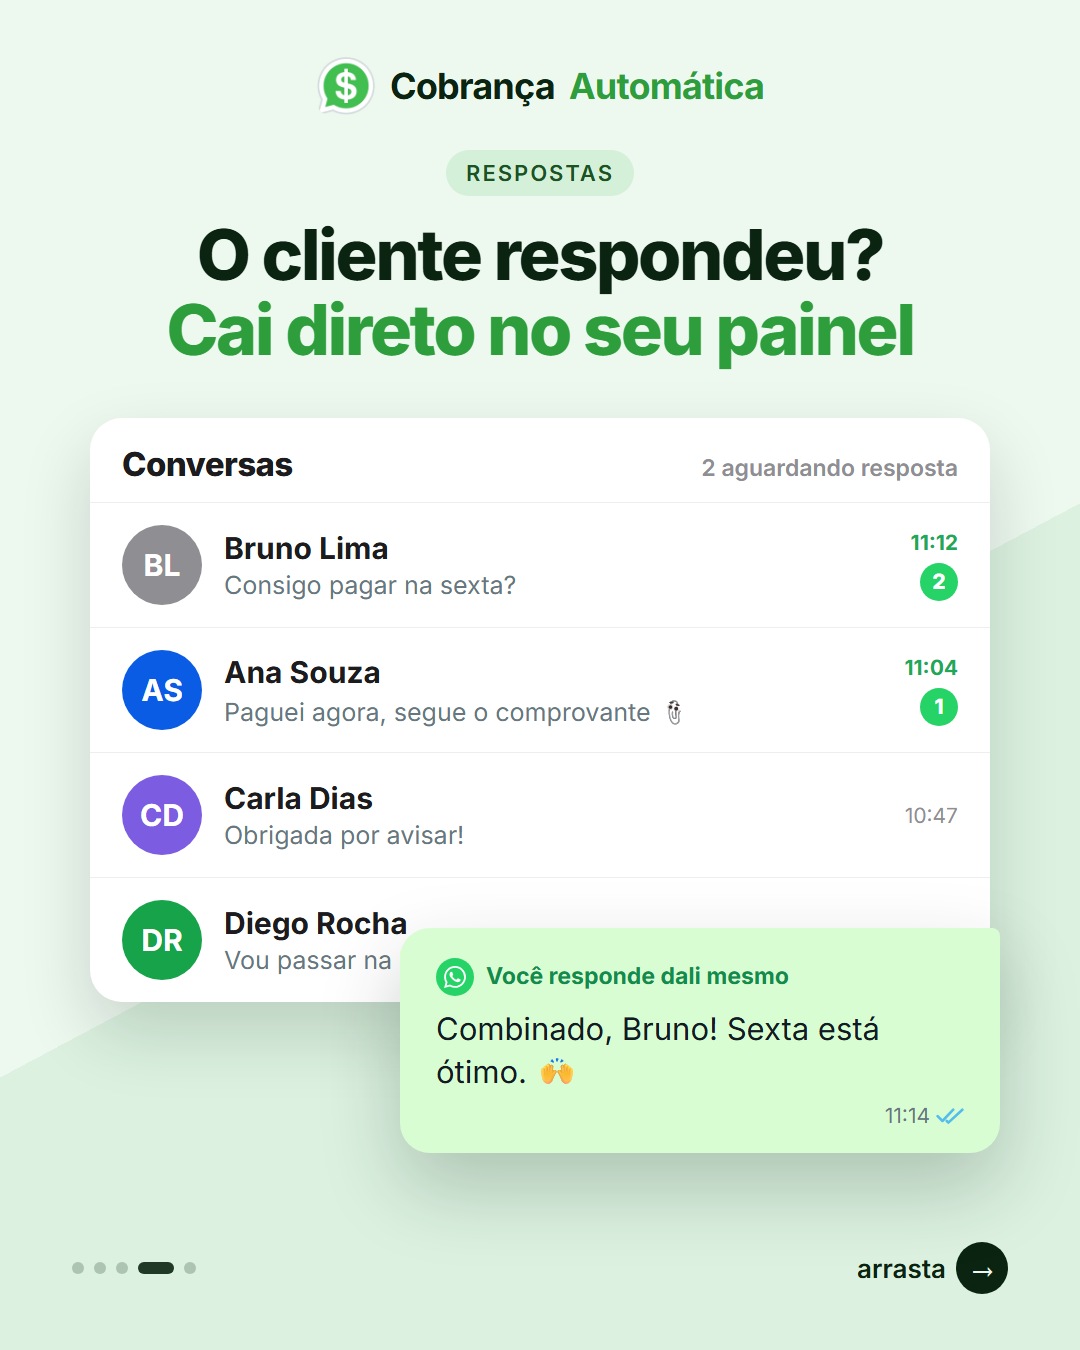 Cobrança Automática
RESPOSTAS
O cliente respondeu?
Cai direto no seu painel
Conversas
2 aguardando resposta
BL
Bruno Lima
11:12
Consigo pagar na sexta?
2
AS
Ana Souza
11:04
Paguei agora, segue o comprovante 📎
1
CD
Carla Dias
Obrigada por avisar!
10:47
DR
Diego Rocha
Vou passar na
Você responde dali mesmo
Combinado, Bruno! Sexta está
ótimo. 🙌
11:14
arrasta →